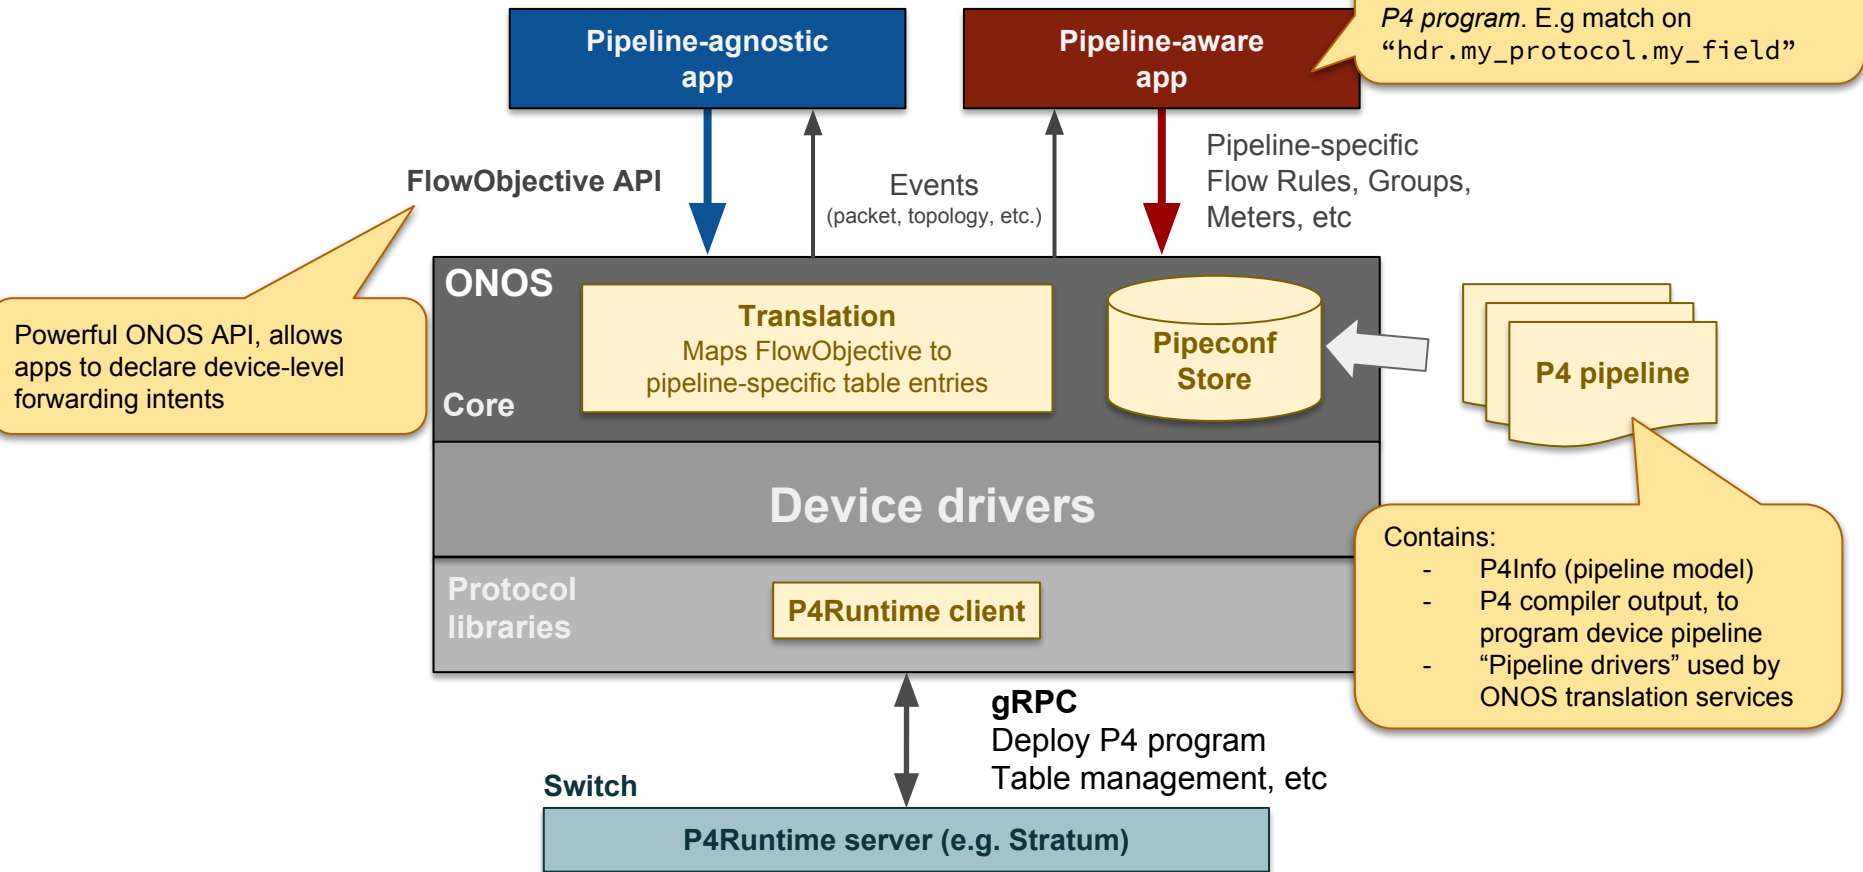 Pipeline-agnostic
app
Pipeline-aware
app
P4 program. E.g match on
“hdr.my_protocol.my_field”
FlowObjective API
Events
(packet, topology, etc.)
Pipeline-specific
Flow Rules, Groups,
Meters, etc
Powerful ONOS API, allows
apps to declare device-level
forwarding intents
ONOS
Core
Translation
Maps FlowObjective to
pipeline-specific table entries
Pipeconf
Store
P4 pipeline
Device drivers
Contains:
- P4Info (pipeline model)
- P4 compiler output, to
program device pipeline
- “Pipeline drivers” used by
ONOS translation services
Protocol
libraries
P4Runtime client
gRPC
Deploy P4 program
Table management, etc
Switch
P4Runtime server (e.g. Stratum)